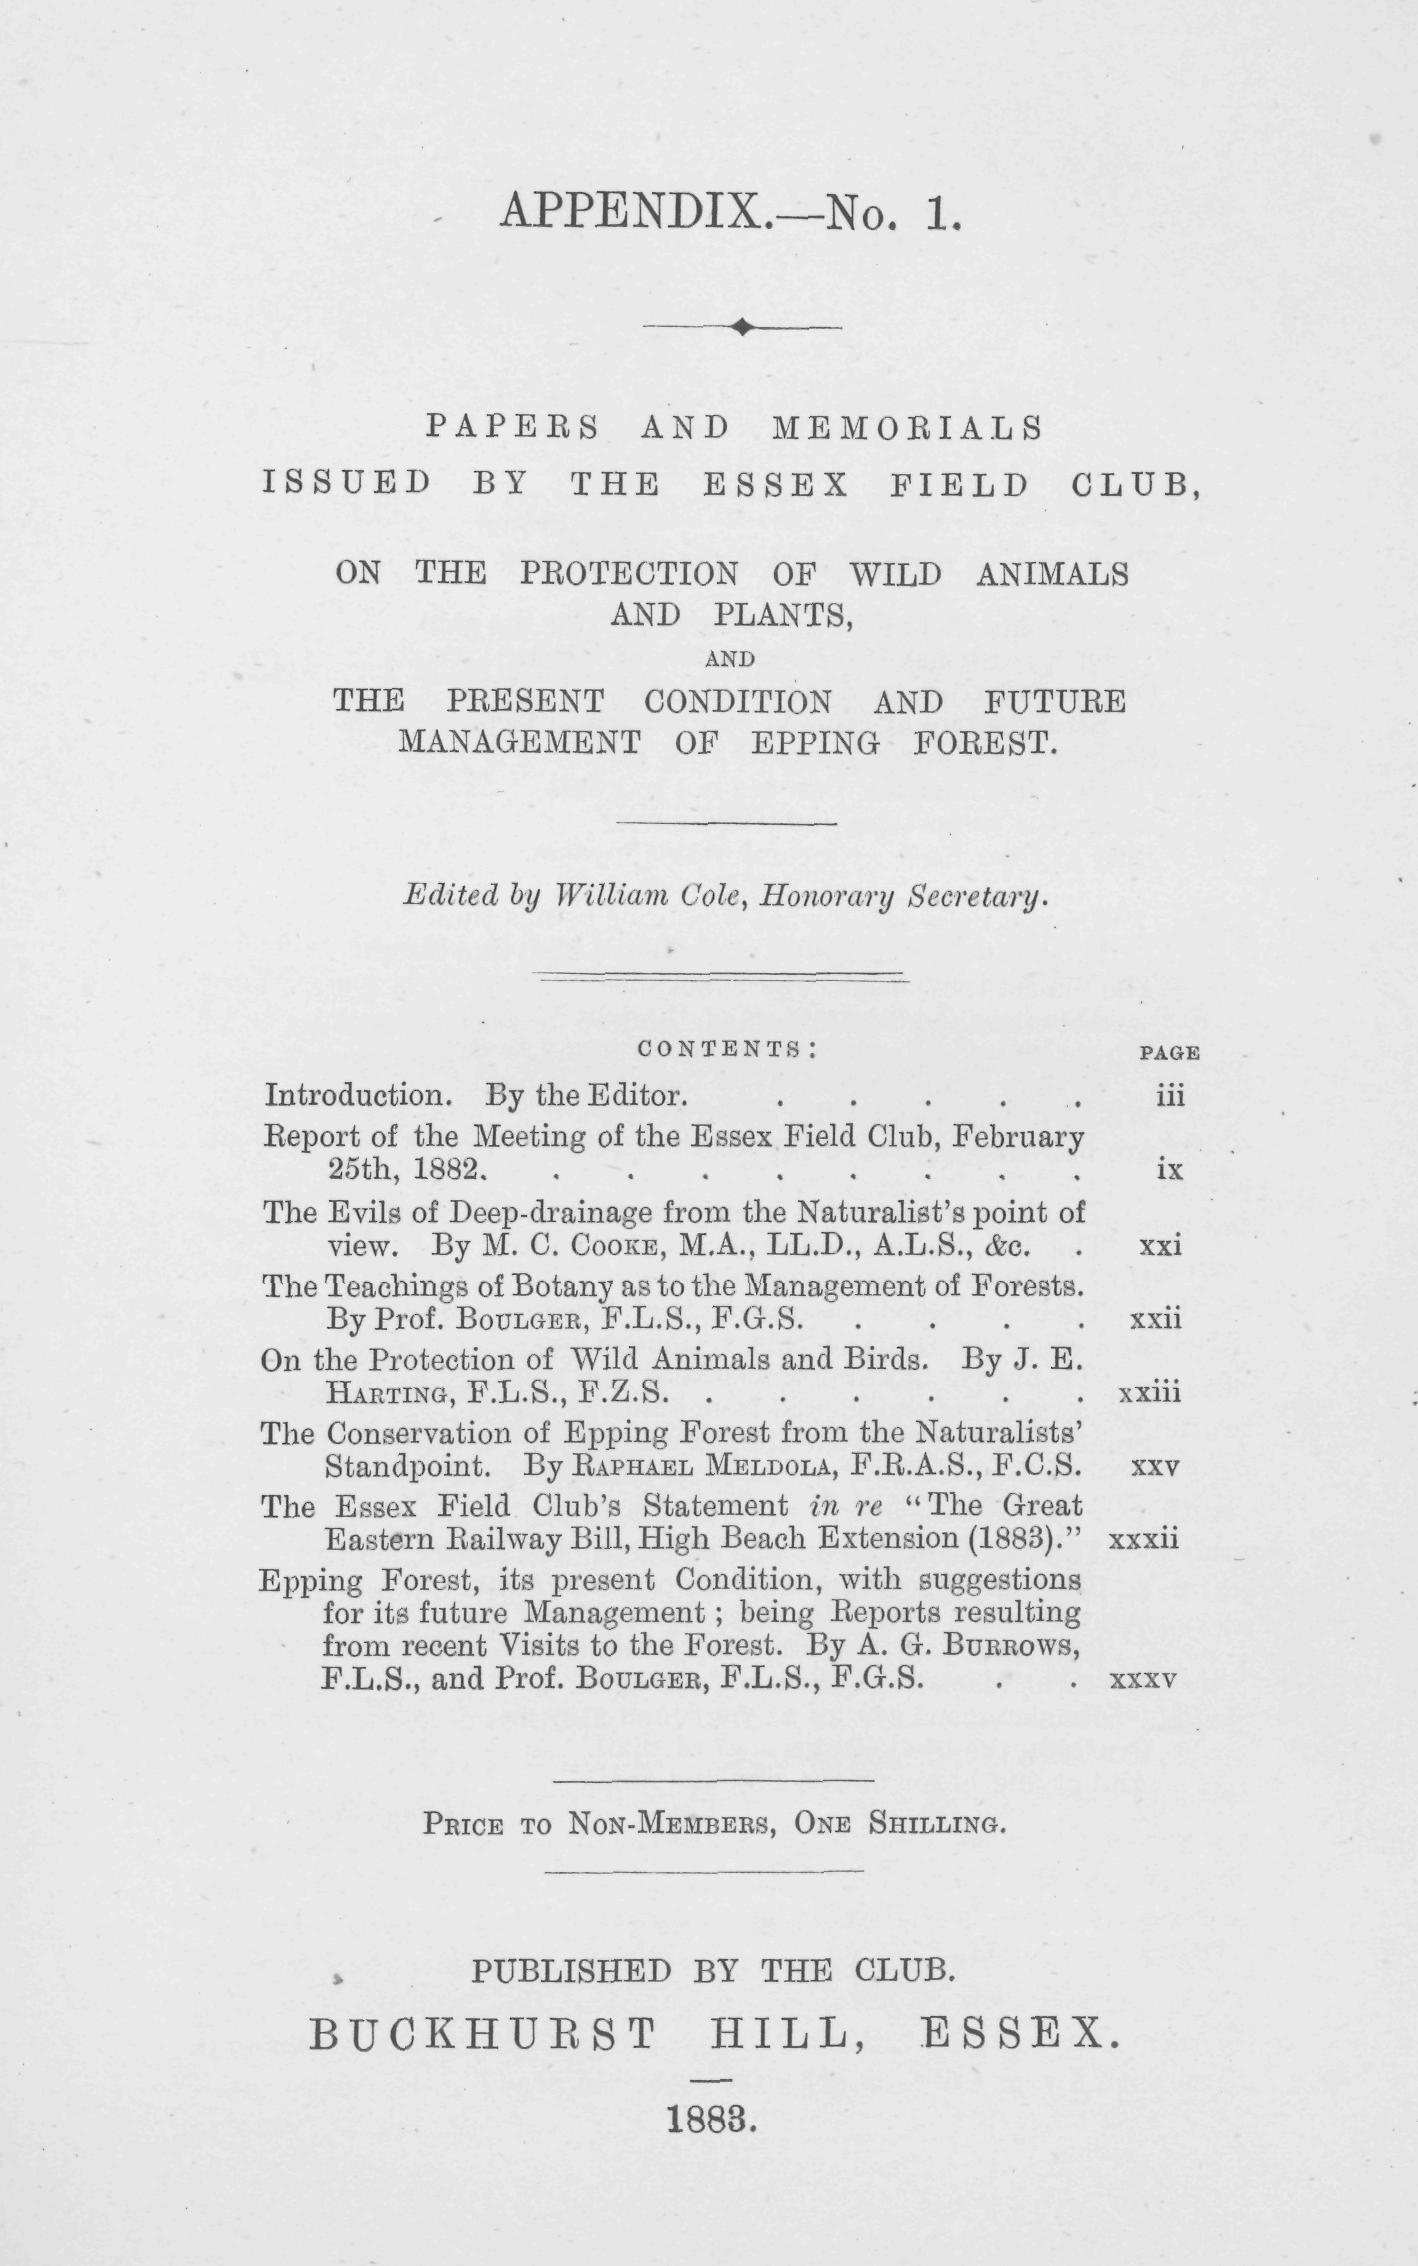 APPENDIX.—No. 1.
PAPERS AND MEMORIALS
ISSUED BY THE ESSEX FIELD CLUB,
ON THE PROTECTION OF WILD ANIMALS
AND PLANTS,
AND
THE PRESENT CONDITION AND FUTURE
MANAGEMENT OF EPPING FOREST.
Edited by William Cole, Honorary Secretary.
CONTENTS: PAGE
Introduction. By the Editor. . . . . . iii
Report of the Meeting of the Essex Field Club, February
25th, 1882. . . . . . . . . ix
The Evils of Deep-drainage from the Naturalist's point of
view. By M. C. COOKE, M.A., LL.D., A.L.S., &c. . xxi
The Teachings of Botany as to the Management of Forests.
By Prof. BOULGER, F.L.S., F.G.S. . . . . xxii
On the Protection of Wild Animals and Birds. By J. E.
HARTING, F.L.S., F.Z.S. . . . . . . xxiii
The Conservation of Epping Forest from the Naturalists'
Standpoint. By RAPHAEL MELDOLA, F.R.A.S., F.C.S. xxv
The Essex Field Club's Statement in re "The Great
Eastern Railway Bill, High Beach Extension (1883)." xxxii
Epping Forest, its present Condition, with suggestions
for its future Management; being Reports resulting
from recent Visits to the Forest. By A. G. BURROWS,
F.L.S., and Prof. BOULGER, F.L.S., F.G.S. . . xxxv
PRICE TO NON-MEMBERS, ONE SHILLING.
PUBLISHED BY THE CLUB.
BUCKHURST HILL, ESSEX.
1883.